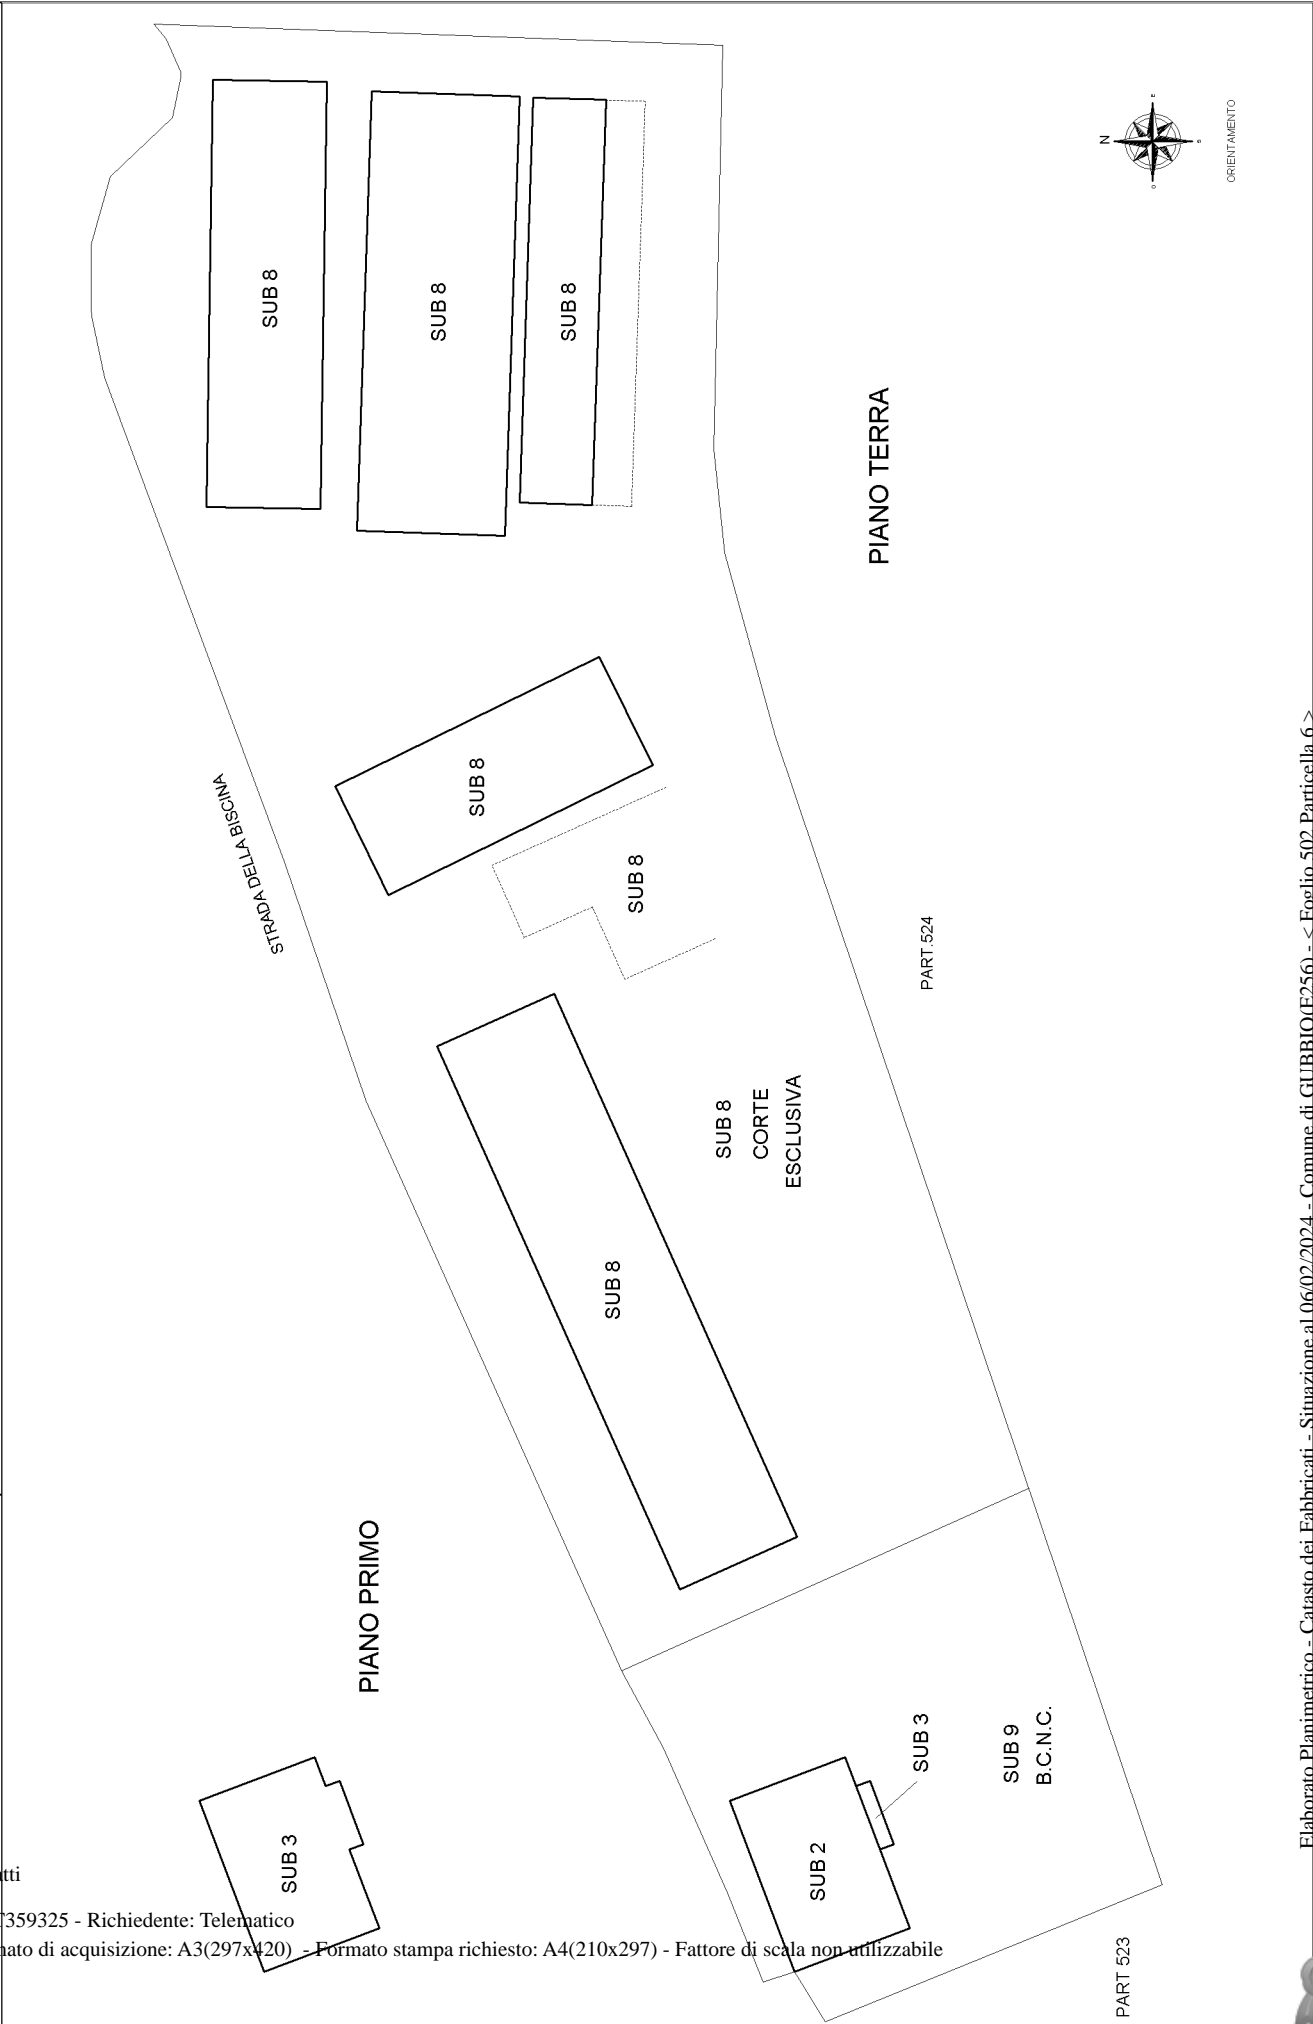 SUB 8
SUB 8
SUB 8
N
E
S
O
ORIENTAMENTO
PIANO TERRA
STRADA DELLA BISCINA
SUB 8
SUB 8
PART.524
SUB 8
CORTE
ESCLUSIVA
SUB 8
PIANO PRIMO
SUB 3
SUB 2
SUB 3
SUB 9
B.C.N.C.
PART 523
T359325 - Richiedente: Telematico
di acquisizione: A3(297x420) - Formato stampa richiesto: A4(210x297) - Fattore di scala non utilizzabile
Elaborato Planimetrico - Catasto dei Fabbricati - Situazione al 06/02/2024 - Comune di GUBBIO(E256) - < Foglio 502 Particella 6 >